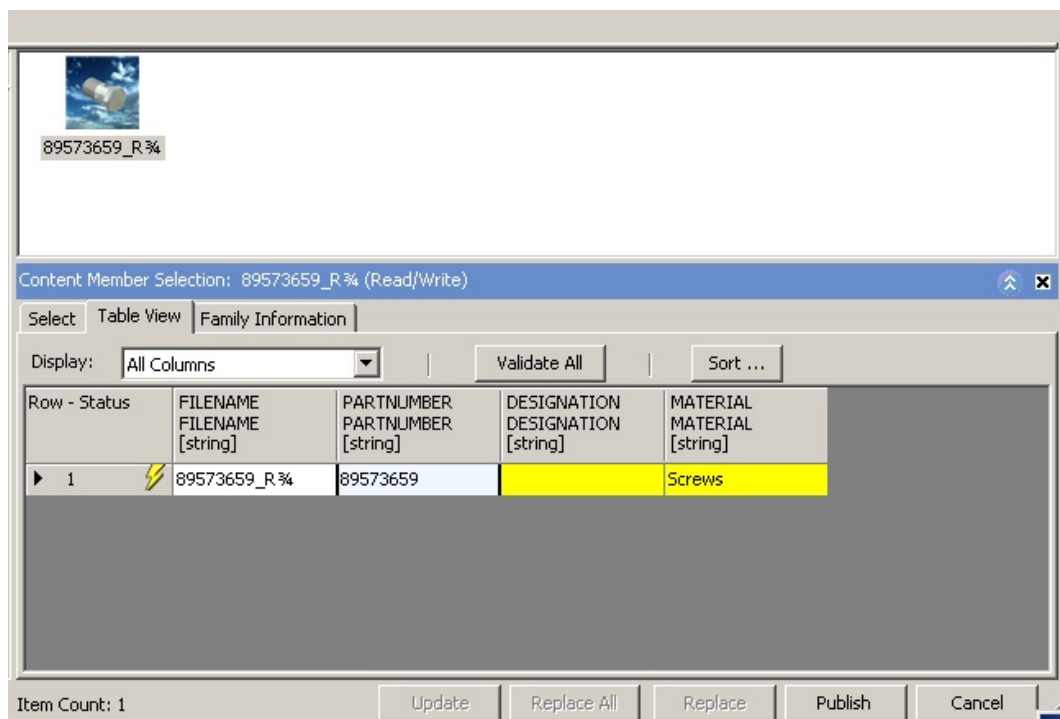 89573659_R¾
Content Member Selection: 89573659_R¾ (Read/Write)
Select Table View Family Information
Display: All Columns Validate All Sort ...
Row - Status FILENAME PARTNUMBER DESIGNATION MATERIAL
FILENAME PARTNUMBER DESIGNATION MATERIAL
[string] [string] [string] [string]
1 89573659_R¾ 89573659 Screws
Item Count: 1 Update Replace All Replace Publish Cancel